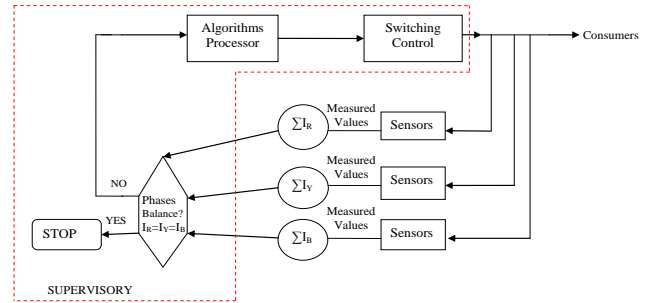 Algorithms
Processor
Switching
Control
Consumers
∑I_R
Measured
Values
Sensors
NO
∑I_Y
Measured
Values
Sensors
Phases
Balance?
I_R=I_Y=I_B
YES
STOP
∑I_B
Measured
Values
Sensors
SUPERVISORY